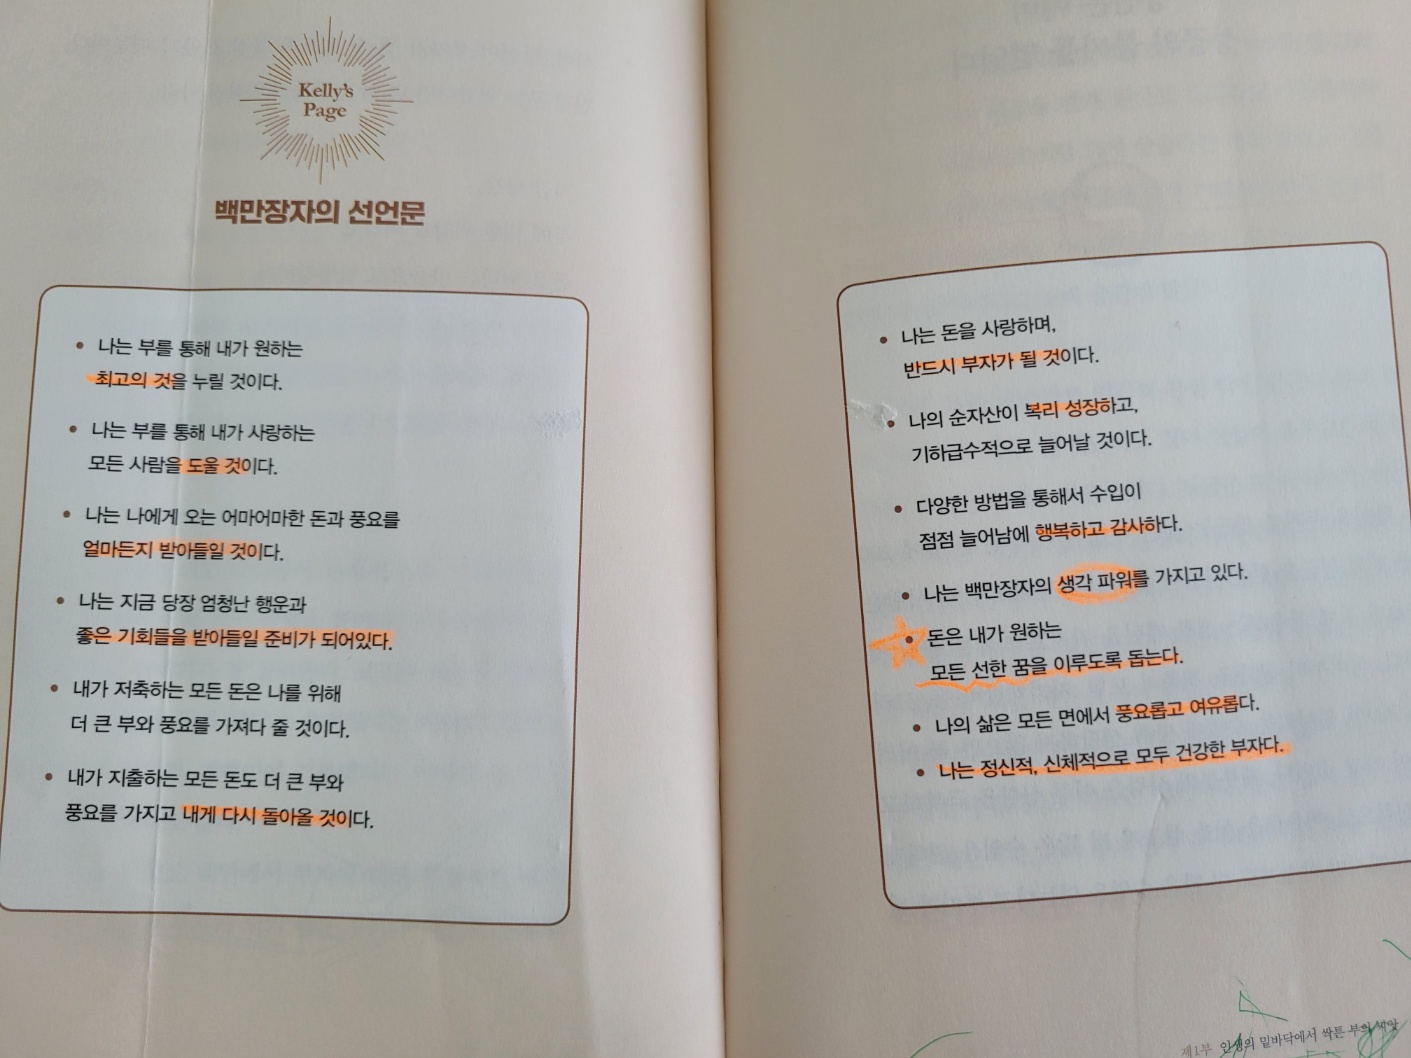 Kelly's
Page
백만장자의 선언문
• 나는 부를 통해 내가 원하는
최고의 것을 누릴 것이다.
• 나는 부를 통해 내가 사랑하는
모든 사람을 도울 것이다.
• 나는 나에게 오는 어마어마한 돈과 풍요를
얼마든지 받아들일 것이다.
• 나는 지금 당장 엄청난 행운과
좋은 기회들을 받아들일 준비가 되어있다.
• 내가 저축하는 모든 돈은 나를 위해
더 큰 부와 풍요를 가져다 줄 것이다.
• 내가 지출하는 모든 돈도 더 큰 부와
풍요를 가지고 내게 다시 돌아올 것이다.
• 나는 돈을 사랑하며,
반드시 부자가 될 것이다.
• 나의 순자산이 복리 성장하고,
기하급수적으로 늘어날 것이다.
• 다양한 방법을 통해서 수입이
점점 늘어남에 행복하고 감사하다.
• 나는 백만장자의 생각 파워를 가지고 있다.
• 돈은 내가 원하는
모든 선한 꿈을 이루도록 돕는다.
• 나의 삶은 모든 면에서 풍요롭고 여유롭다.
• 나는 정신적, 신체적으로 모두 건강한 부자다.
제1부 인생의 밑바닥에서 싹튼 부의 씨앗